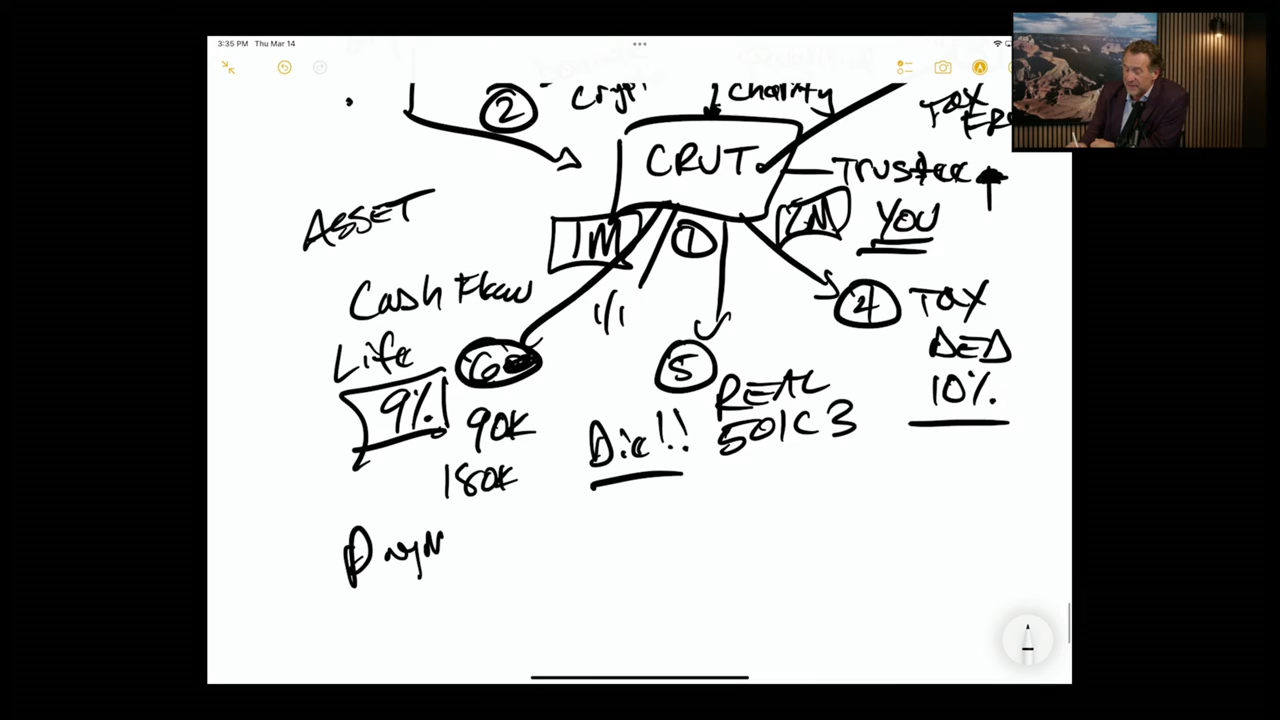 3:35 PM Thu Mar 14
2
charity
TAX
CRUT
Trustee
YOU
ASSET
1M
1
2M
Cash Flow
1/1
4
TAX
DED
10%
Life
6
5
REAL
501C3
9%
90K
Die!!
180K